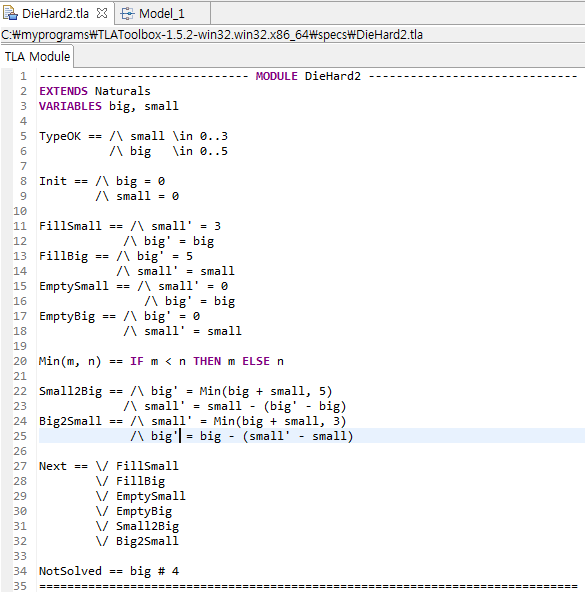 DieHard2.tla Model_1
C:₩myprograms₩TLAToolbox-1.5.2-win32.win32.x86_64₩specs₩DieHard2.tla
TLA Module
1 ---------------------------- MODULE DieHard2 ----------------------------
2 EXTENDS Naturals
3 VARIABLES big, small
4
5 TypeOK == /\ small \in 0..3
6           /\ big   \in 0..5
7
8 Init == /\ big = 0
9         /\ small = 0
10
11 FillSmall == /\ small' = 3
12              /\ big' = big
13 FillBig == /\ big' = 5
14            /\ small' = small
15 EmptySmall == /\ small' = 0
16               /\ big' = big
17 EmptyBig == /\ big' = 0
18             /\ small' = small
19
20 Min(m, n) == IF m < n THEN m ELSE n
21
22 Small2Big == /\ big' = Min(big + small, 5)
23              /\ small' = small - (big' - big)
24 Big2Small == /\ small' = Min(big + small, 3)
25              /\ big' = big - (small' - small)
26
27 Next == \/ FillSmall
28         \/ FillBig
29         \/ EmptySmall
30         \/ EmptyBig
31         \/ Small2Big
32         \/ Big2Small
33
34 NotSolved == big # 4
35 =========================================================================